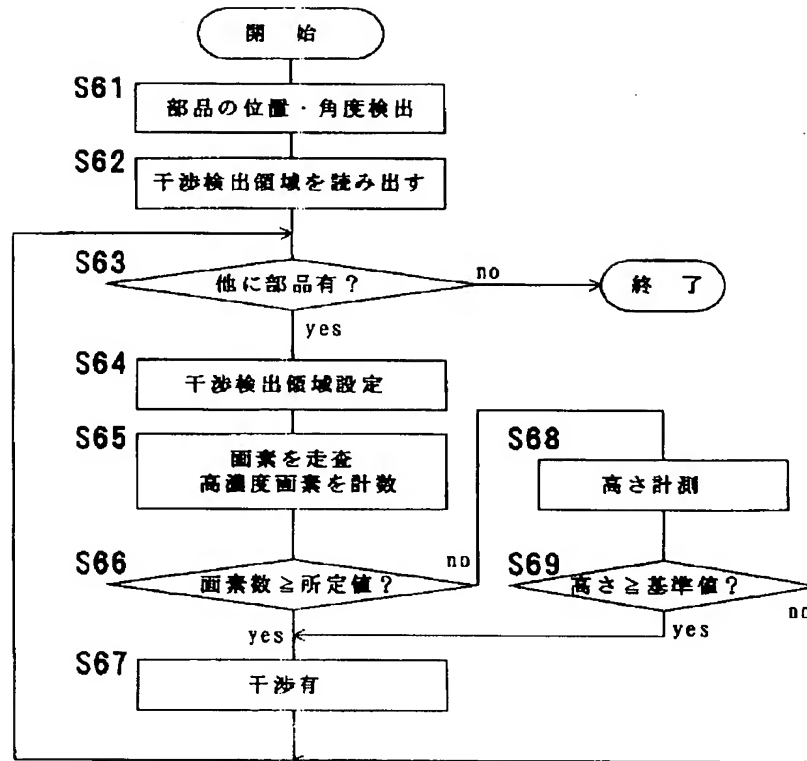 開 始
S61
部品の位置・角度検出
S62
干渉検出領域を読み出す
S63
他に部品有?
no
終 了
yes
S64
干渉検出領域設定
S65
画素を走査
高濃度画素を計数
S66
画素数≧所定値?
no
yes
S67
干渉有
S68
高さ計測
S69
高さ≧基準値?
no
yes